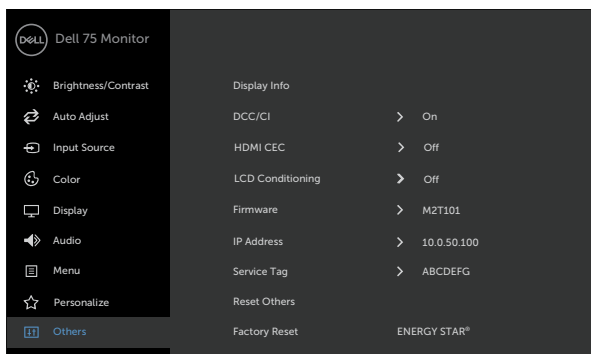 DELL Dell 75 Monitor
Brightness/Contrast Display Info
Auto Adjust DCC/CI > On
Input Source HDMI CEC > Off
Color LCD Conditioning > Off
Display Firmware > M2T101
Audio IP Address > 10.0.50.100
Menu Service Tag > ABCDEFG
Personalize Reset Others
Others Factory Reset ENERGY STAR®